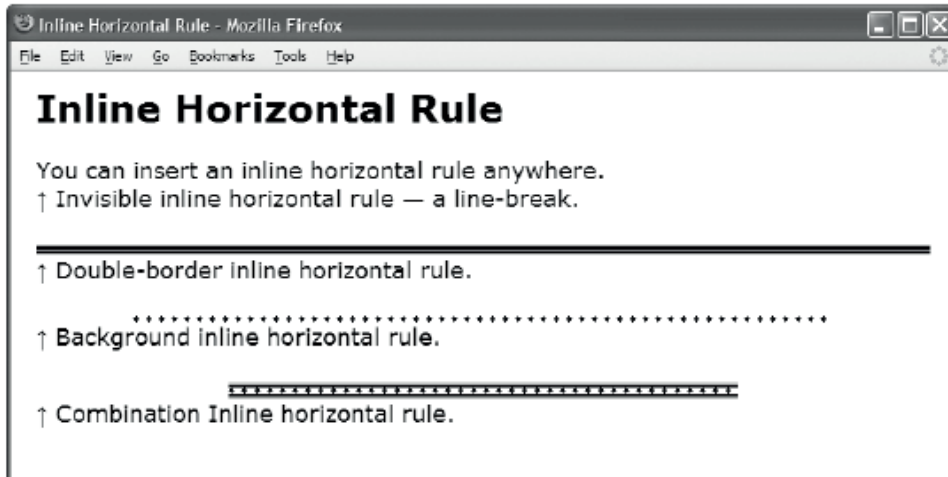 Inline Horizontal Rule - Mozilla Firefox
File Edit View Go Bookmarks Tools Help
Inline Horizontal Rule
You can insert an inline horizontal rule anywhere.
↑ Invisible inline horizontal rule — a line-break.
↑ Double-border inline horizontal rule.
↑ Background inline horizontal rule.
↑ Combination Inline horizontal rule.